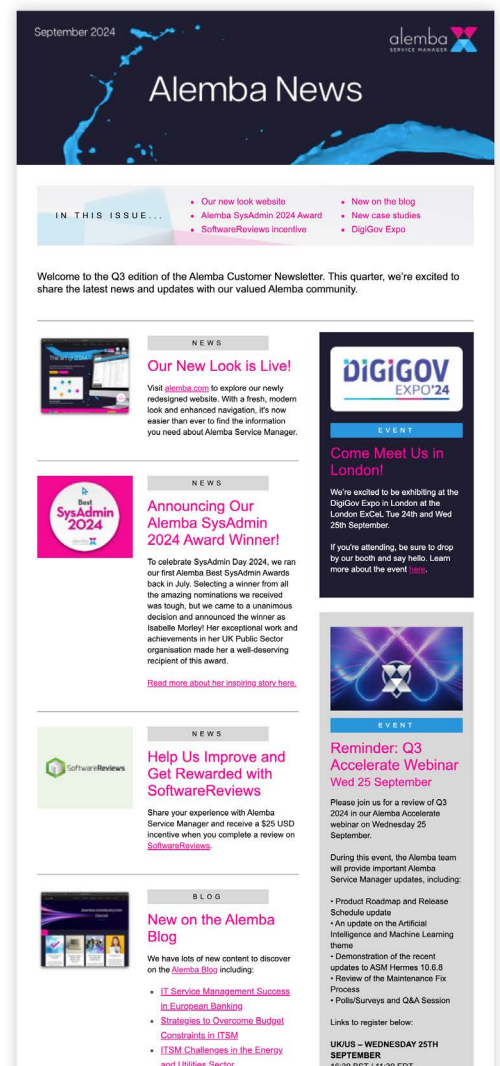 September 2024
alemba
SERVICE MANAGER
Alemba News
IN THIS ISSUE...
• Our new look website
• Alemba SysAdmin 2024 Award
• SoftwareReviews incentive
• New on the blog
• New case studies
• DigiGov Expo
Welcome to the Q3 edition of the Alemba Customer Newsletter. This quarter, we're excited to
share the latest news and updates with our valued Alemba community.
NEWS
Our New Look is Live!
Visit alemba.com to explore our newly
redesigned website. With a fresh, modern
look and enhanced navigation, it's now
easier than ever to find the information
you need about Alemba Service Manager.
Best
SysAdmin
2024
alemba
NEWS
Announcing Our
Alemba SysAdmin
2024 Award Winner!
To celebrate SysAdmin Day 2024, we ran
our first Alemba Best SysAdmin Awards
back in July. Selecting a winner from all
the amazing nominations we received
was tough, but we came to a unanimous
decision and announced the winner as
Isabelle Morley! Her exceptional work and
achievements in her UK Public Sector
organisation made her a well-deserving
recipient of this award.
Read more about her inspiring story here.
SoftwareReviews
NEWS
Help Us Improve and
Get Rewarded with
SoftwareReviews
Share your experience with Alemba
Service Manager and receive a $25 USD
incentive when you complete a review on
SoftwareReviews.
BLOG
New on the Alemba
Blog
We have lots of new content to discover
on the Alemba Blog including:
• IT Service Management Success
in European Banking
• Strategies to Overcome Budget
Constraints in ITSM
• ITSM Challenges in the Energy
and Utilities Sector
DiGiGOV
EXPO'24
EVENT
Come Meet Us in
London!
We're excited to be exhibiting at the
DigiGov Expo in London at the
London ExCeL Tue 24th and Wed
25th September.
If you're attending, be sure to drop
by our booth and say hello. Learn
more about the event here.
EVENT
Reminder: Q3
Accelerate Webinar
Wed 25 September
Please join us for a review of Q3
2024 in our Alemba Accelerate
webinar on Wednesday 25
September.
During this event, the Alemba team
will provide important Alemba
Service Manager updates, including:
• Product Roadmap and Release
Schedule update
• An update on the Artificial
Intelligence and Machine Learning
theme
• Demonstration of the recent
updates to ASM Hermes 10.6.8
• Review of the Maintenance Fix
Process
• Polls/Surveys and Q&A Session
Links to register below:
UK/US – WEDNESDAY 25TH
SEPTEMBER
16:30 BST / 11:30 EDT